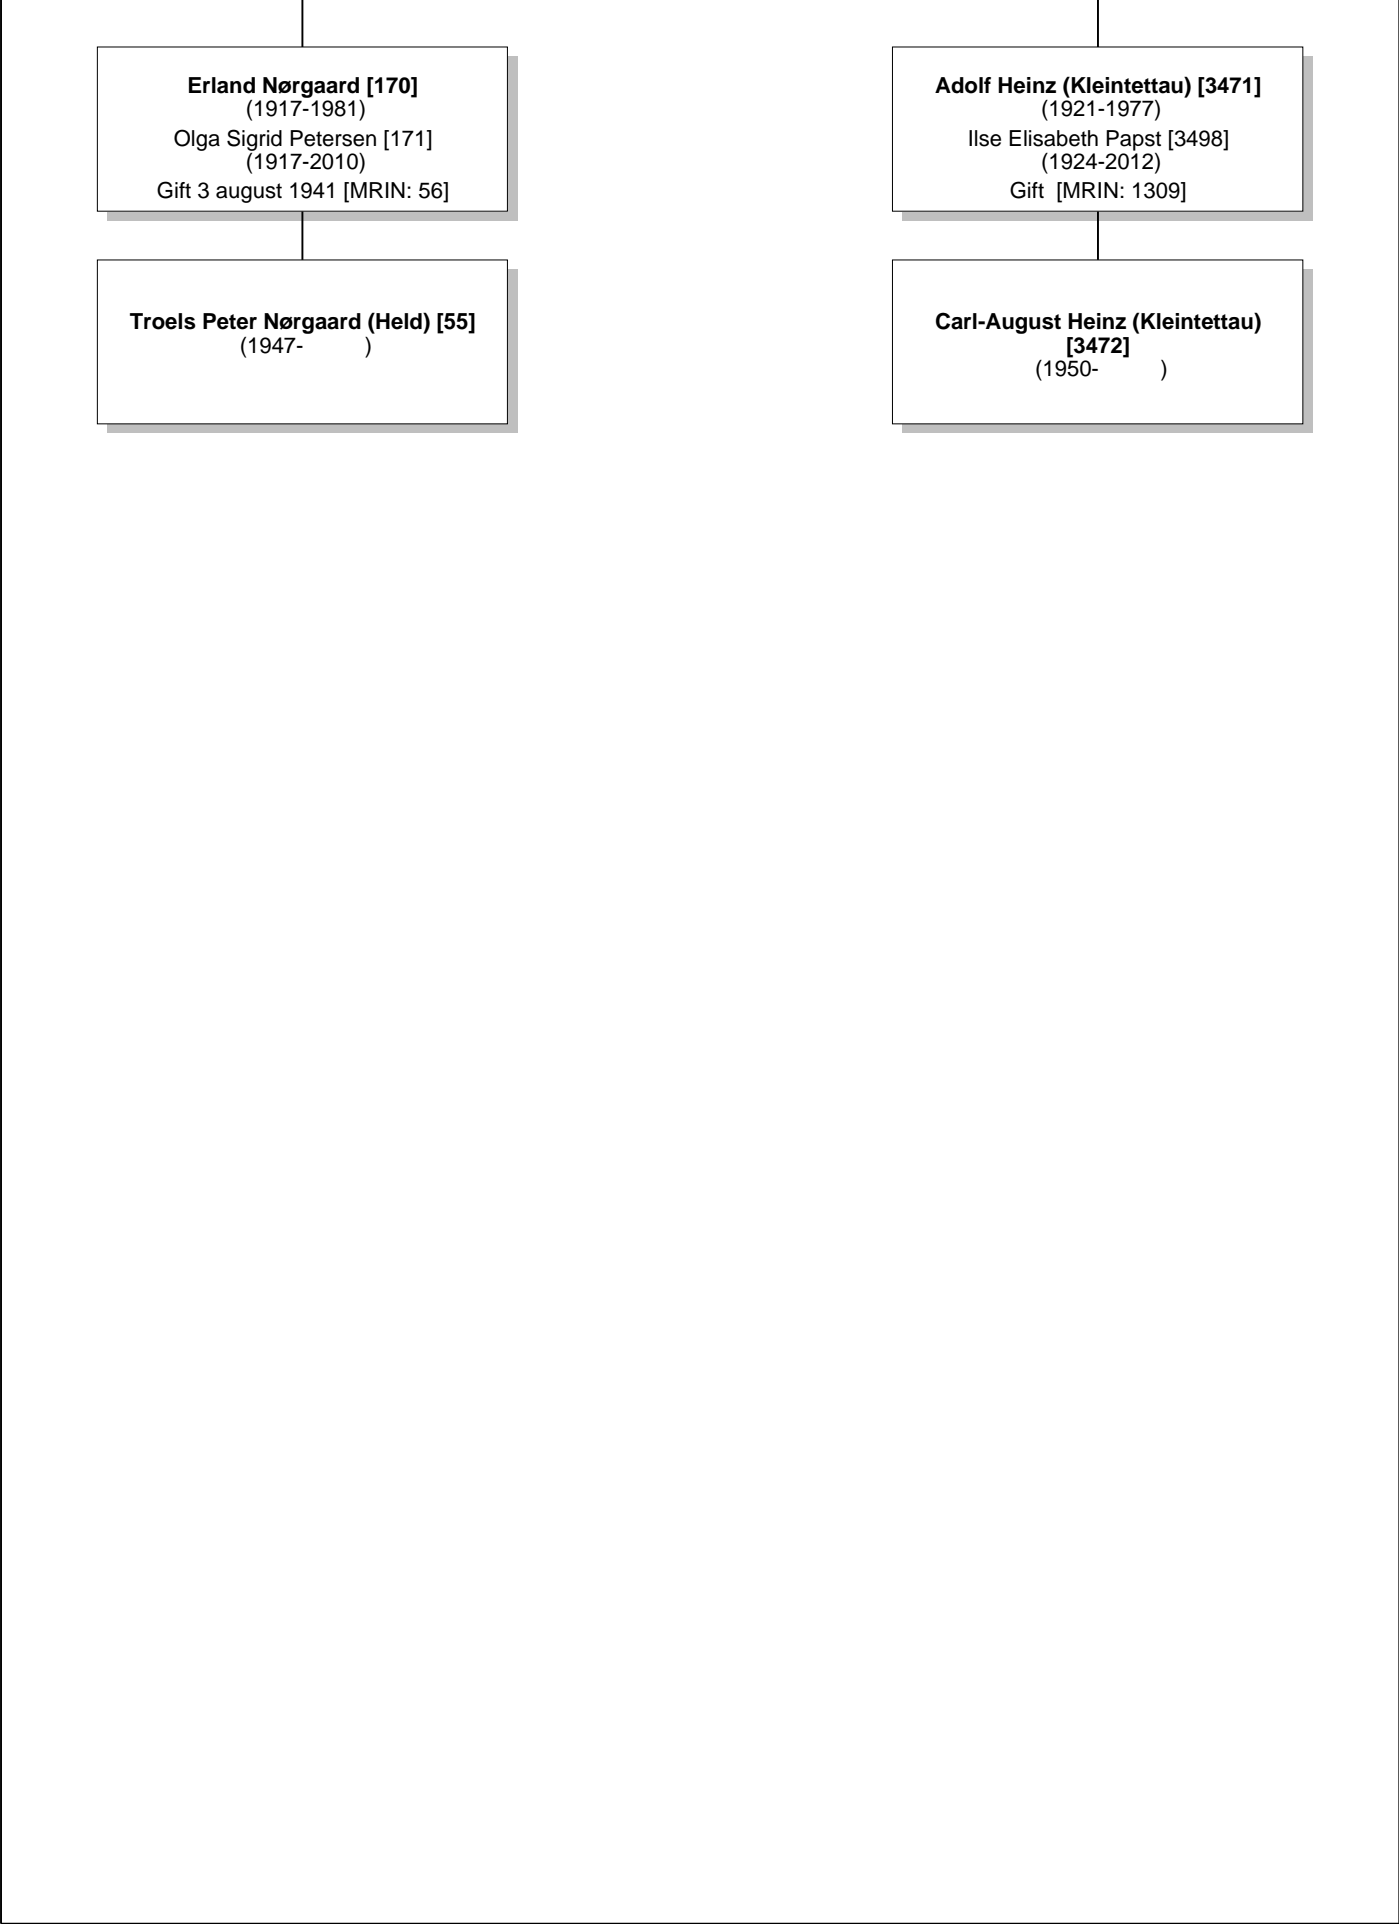 Erland Nørgaard [170]
(1917-1981)
Olga Sigrid Petersen [171]
(1917-2010)
Gift 3 august 1941 [MRIN: 56]
Troels Peter Nørgaard (Held) [55]
(1947-          )
Adolf Heinz (Kleintettau) [3471]
(1921-1977)
Ilse Elisabeth Papst [3498]
(1924-2012)
Gift  [MRIN: 1309]
Carl-August Heinz (Kleintettau)
[3472]
(1950-          )